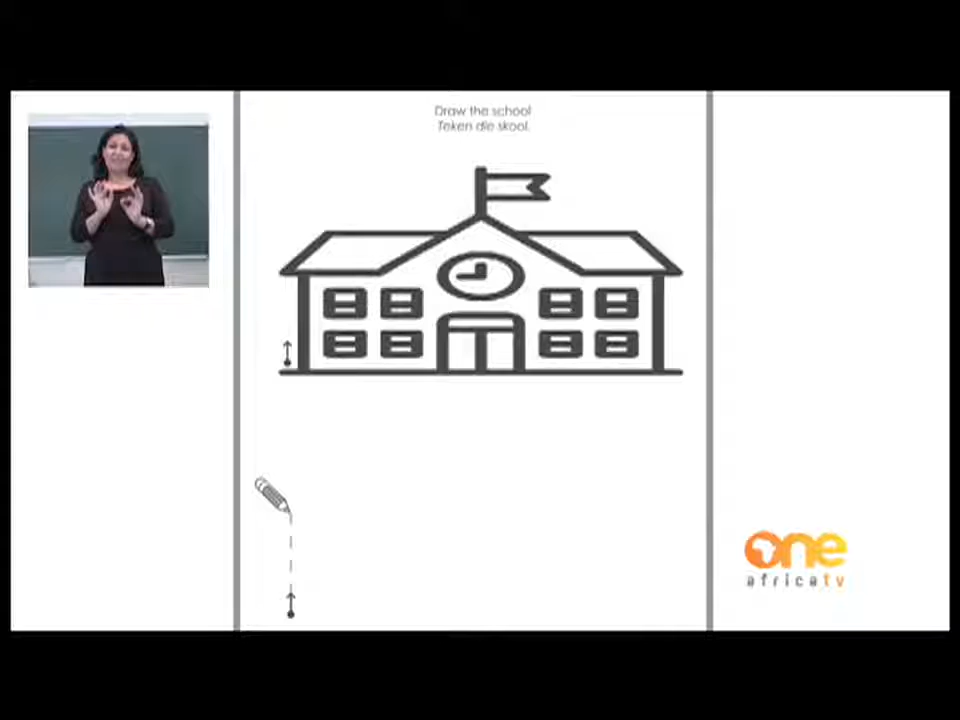 Draw the school
Teken die skool.
one
africatv